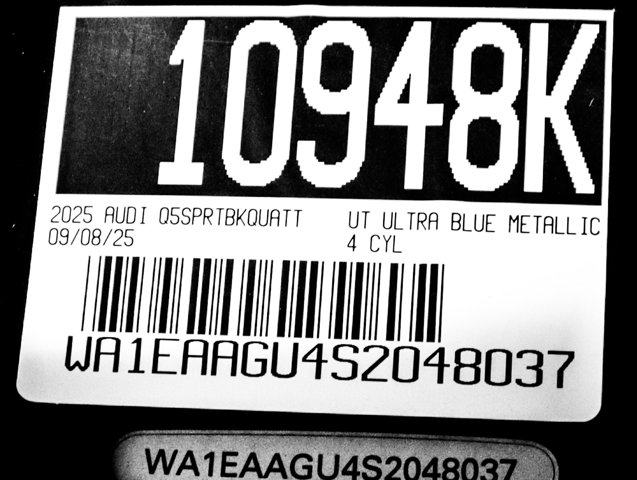 10948K
2025 AUDI Q5SPRTBKQUATT UT ULTRA BLUE METALLIC
09/08/25 4 CYL
WA1EAAGU4S2048037
WA1EAAGU4S2048037